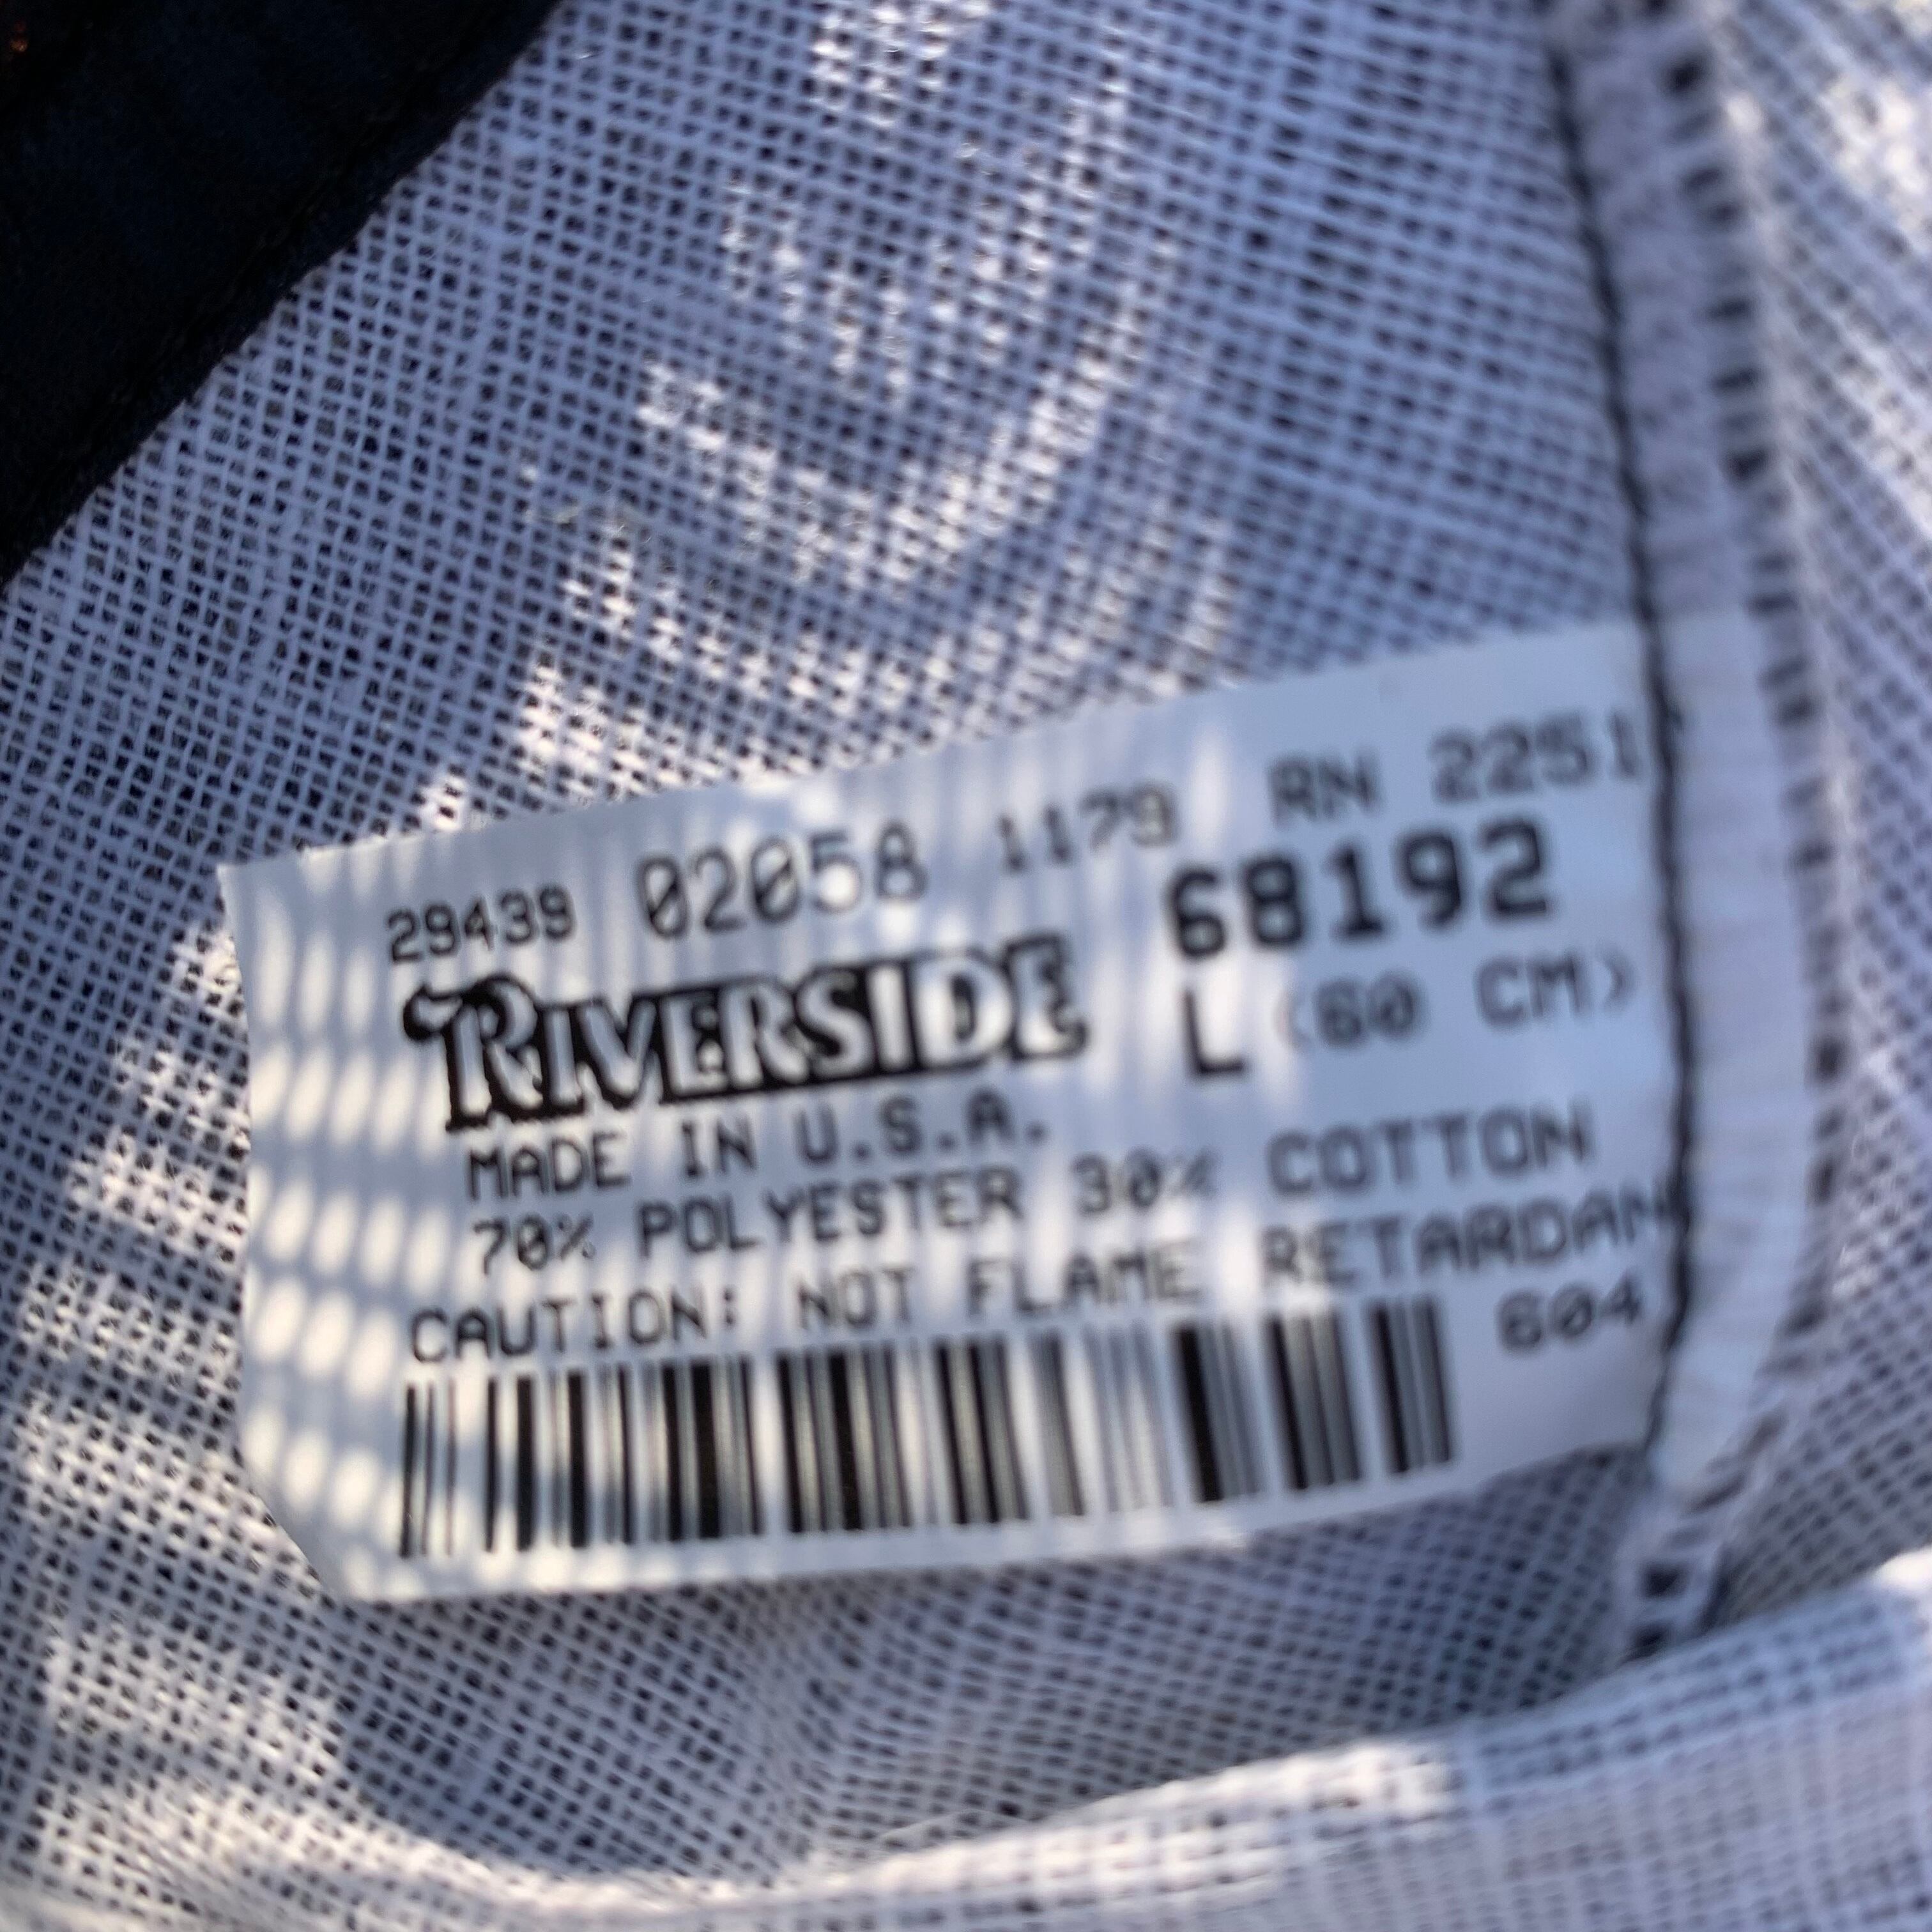 29439 02058 1179 RN 2251
68192
RIVERSIDE
L (60 CM)
MADE IN U.S.A.
70% POLYESTER 30% COTTON
CAUTION: NOT FLAME RETARDAN
604